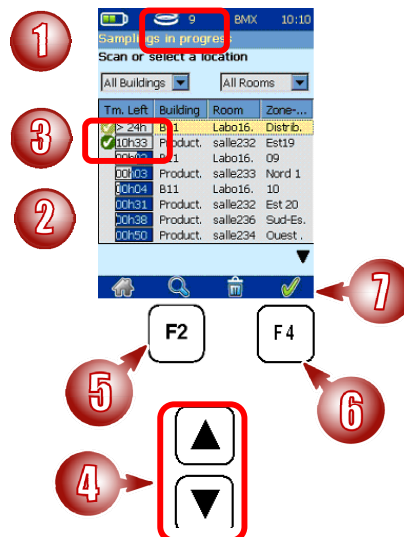 1
9 BMX 10:10
Samplings in progress
Scan or select a location
All Buildings All Rooms
Tm. Left Building Room Zone-...
> 24h B11 Labo16. Distrib.
3
10h33 Product. salle232 Est19
B11 Labo16. 09
00h03 Product. salle233 Nord 1
00h04 B11 Labo16. 10
2
00h31 Product. salle232 Est 20
00h38 Product. salle236 Sud-Es.
00h50 Product. salle234 Ouest .
7
F2 F4
5
6
4